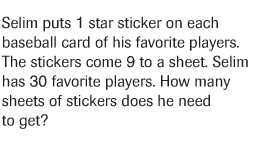 Selim puts 1 star sticker on each
baseball card of his favorite players.
The stickers come 9 to a sheet. Selim
has 30 favorite players. How many
sheets of stickers does he need
to get?